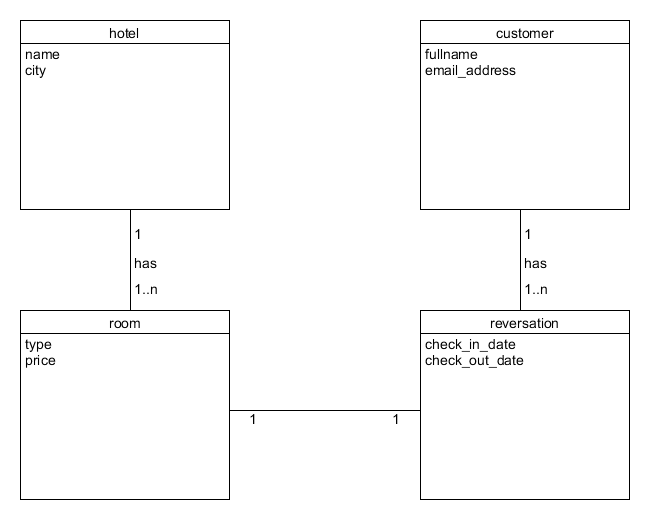 hotel
name
city
customer
fullname
email_address
1
has
1..n
1
has
1..n
room
type
price
reversation
check_in_date
check_out_date
1
1